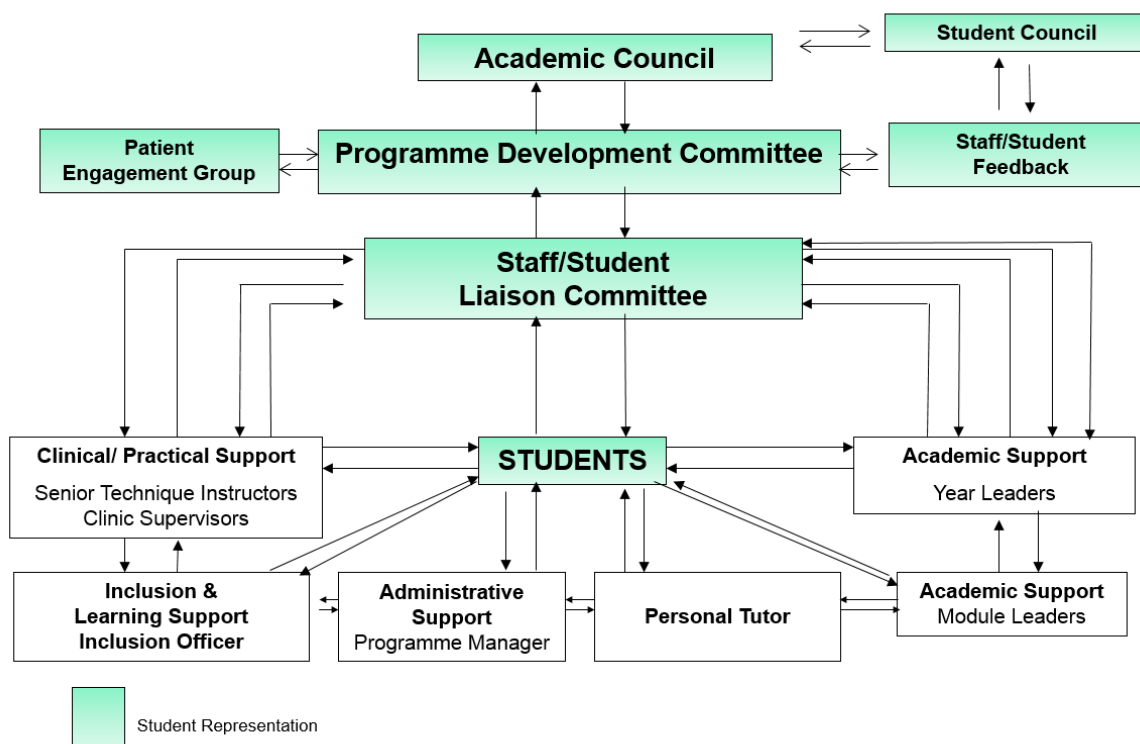 Academic Council
Student Council
Patient
Engagement Group
Programme Development Committee
Staff/Student
Feedback
Staff/Student
Liaison Committee
Clinical/ Practical Support
Senior Technique Instructors
Clinic Supervisors
STUDENTS
Academic Support
Year Leaders
Inclusion &
Learning Support
Inclusion Officer
Administrative
Support
Programme Manager
Personal Tutor
Academic Support
Module Leaders
Student Representation